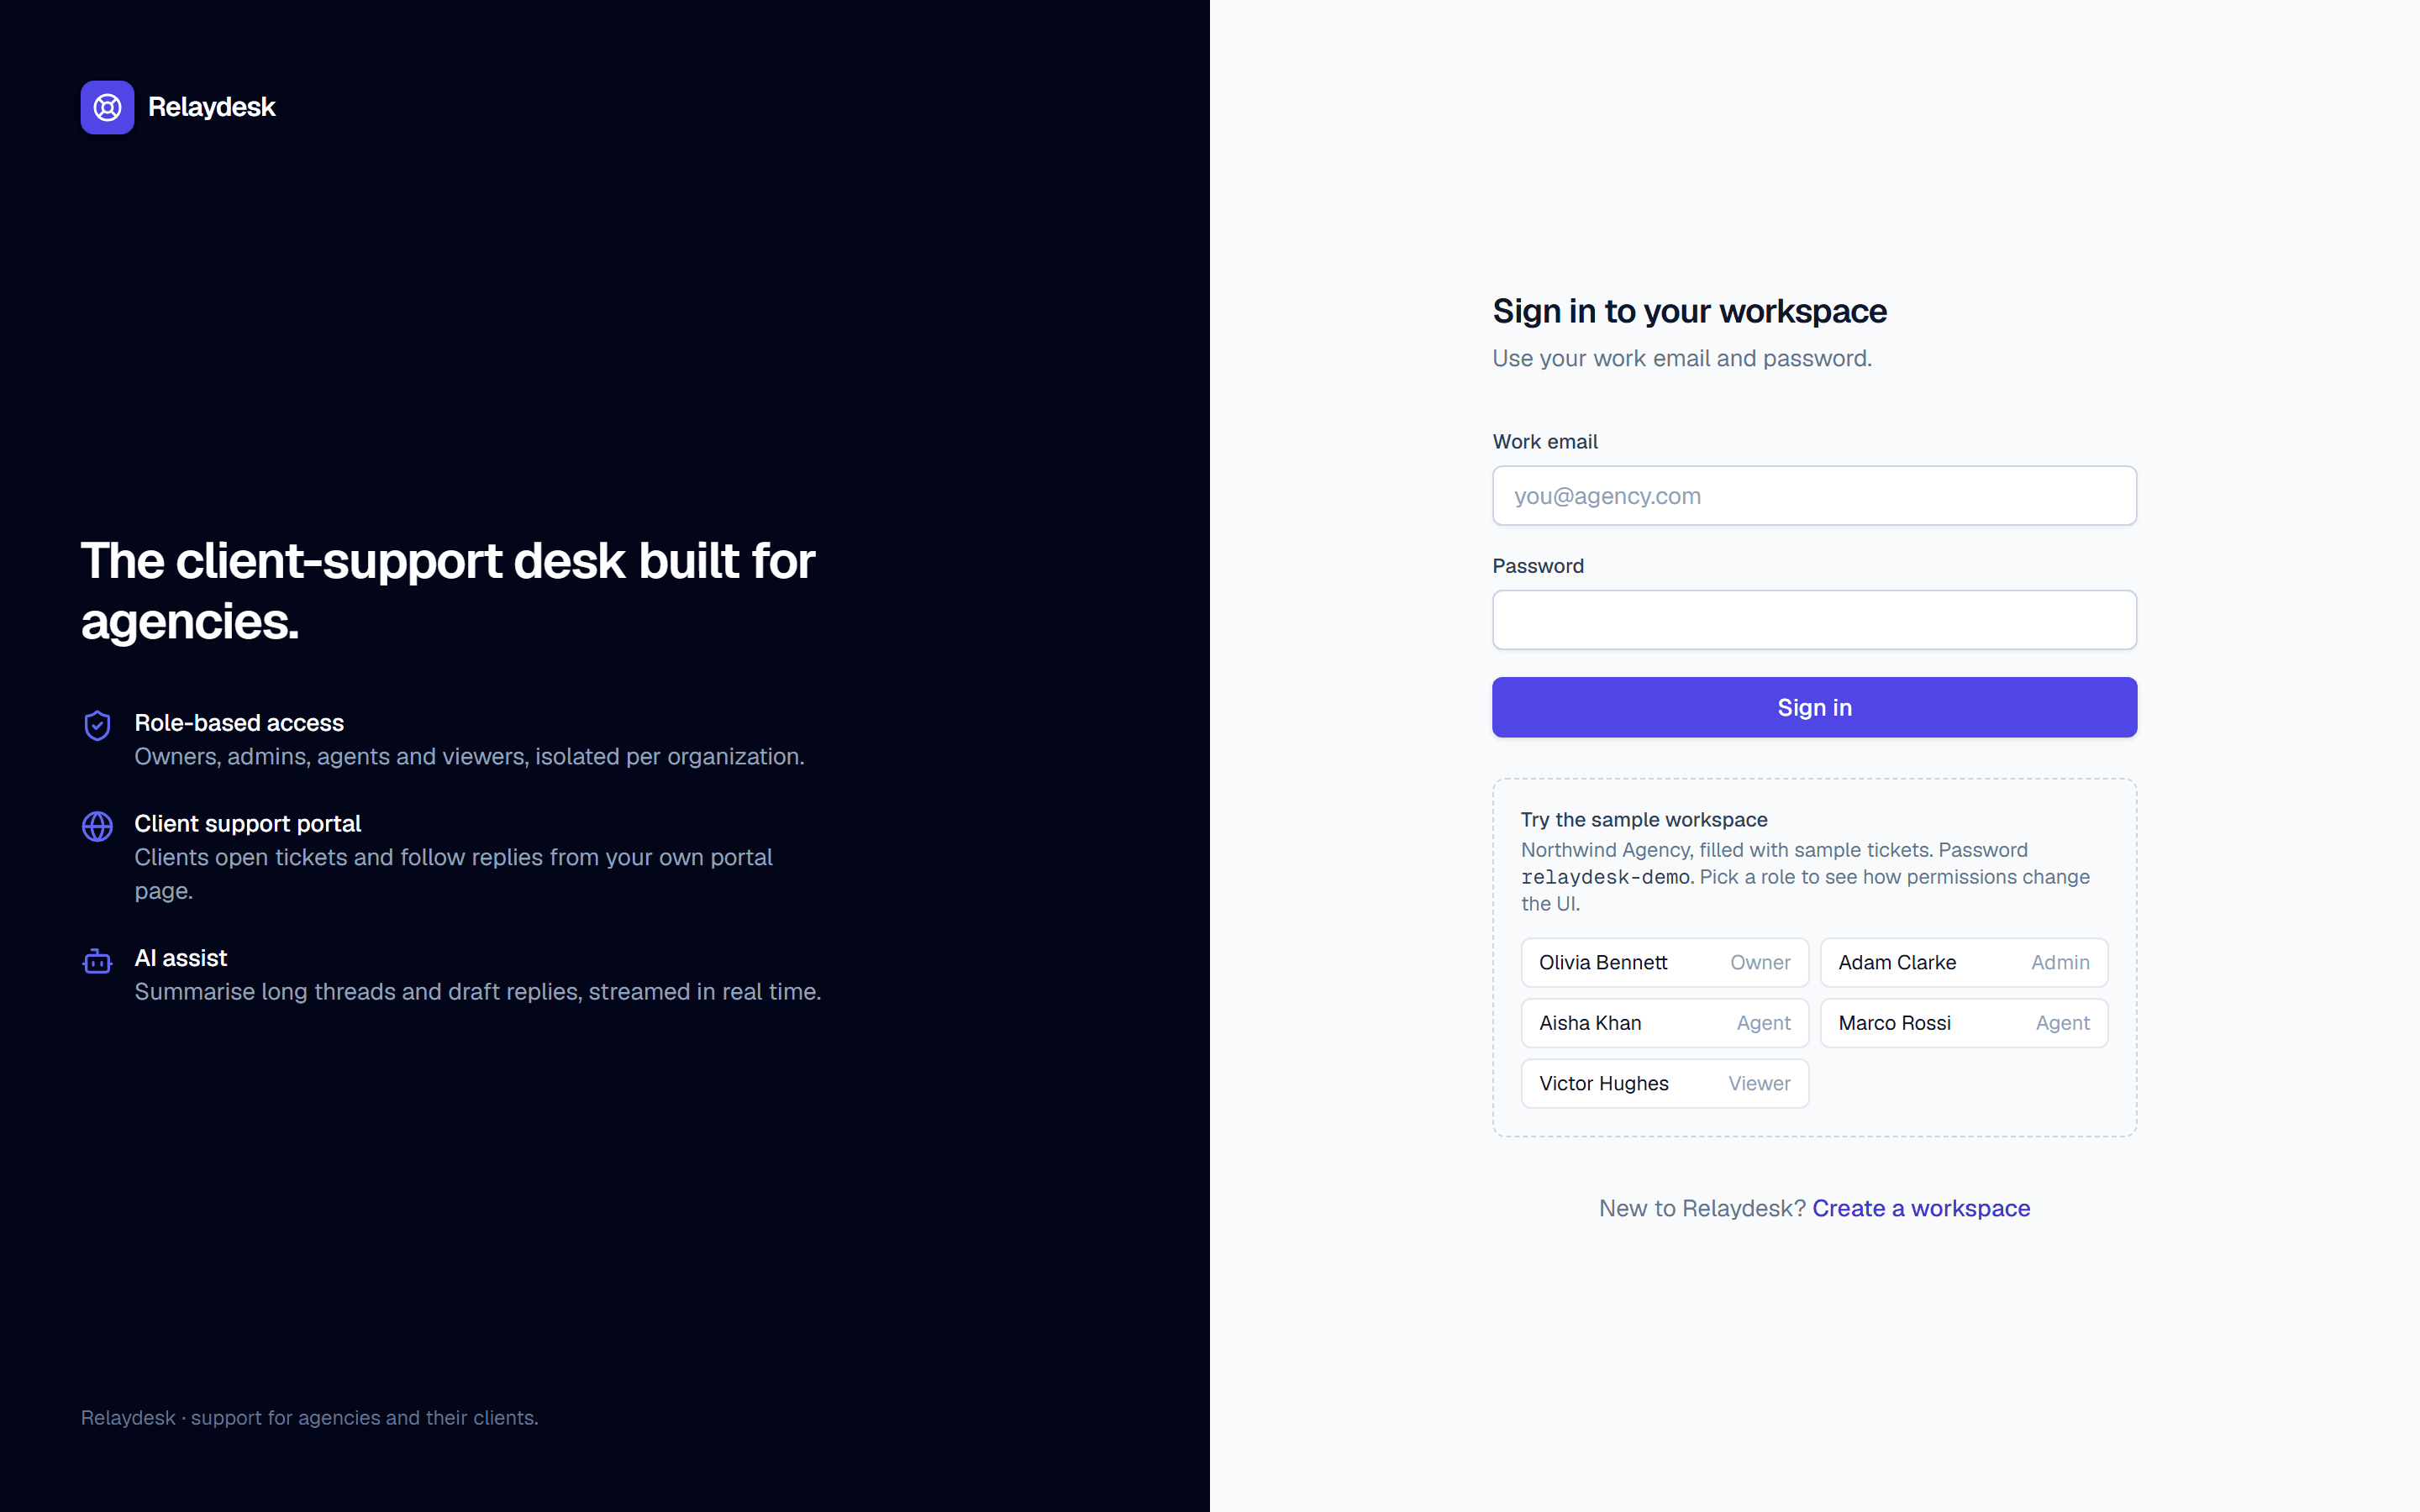 Relaydesk
The client-support desk built for
agencies.
Role-based access
Owners, admins, agents and viewers, isolated per organization.
Client support portal
Clients open tickets and follow replies from your own portal
page.
AI assist
Summarise long threads and draft replies, streamed in real time.
Relaydesk · support for agencies and their clients.
Sign in to your workspace
Use your work email and password.
Work email
you@agency.com
Password
Sign in
Try the sample workspace
Northwind Agency, filled with sample tickets. Password
relaydesk-demo. Pick a role to see how permissions change
the UI.
Olivia Bennett Owner
Adam Clarke Admin
Aisha Khan Agent
Marco Rossi Agent
Victor Hughes Viewer
New to Relaydesk? Create a workspace